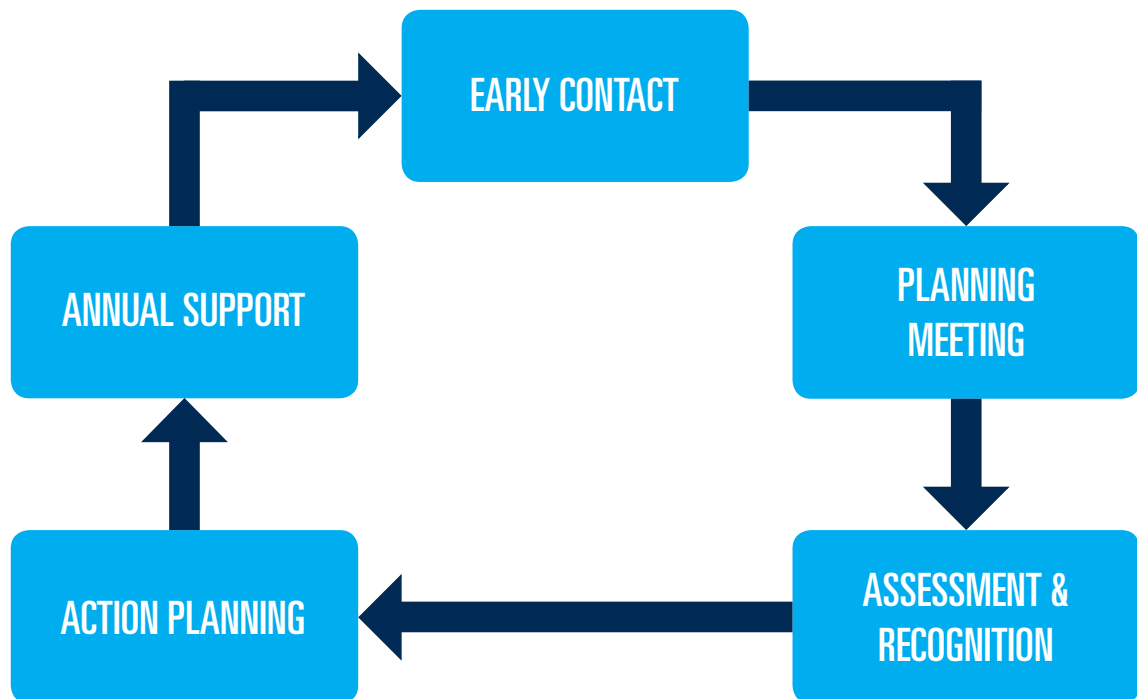 EARLY CONTACT
PLANNING
MEETING
ASSESSMENT &
RECOGNITION
ACTION PLANNING
ANNUAL SUPPORT